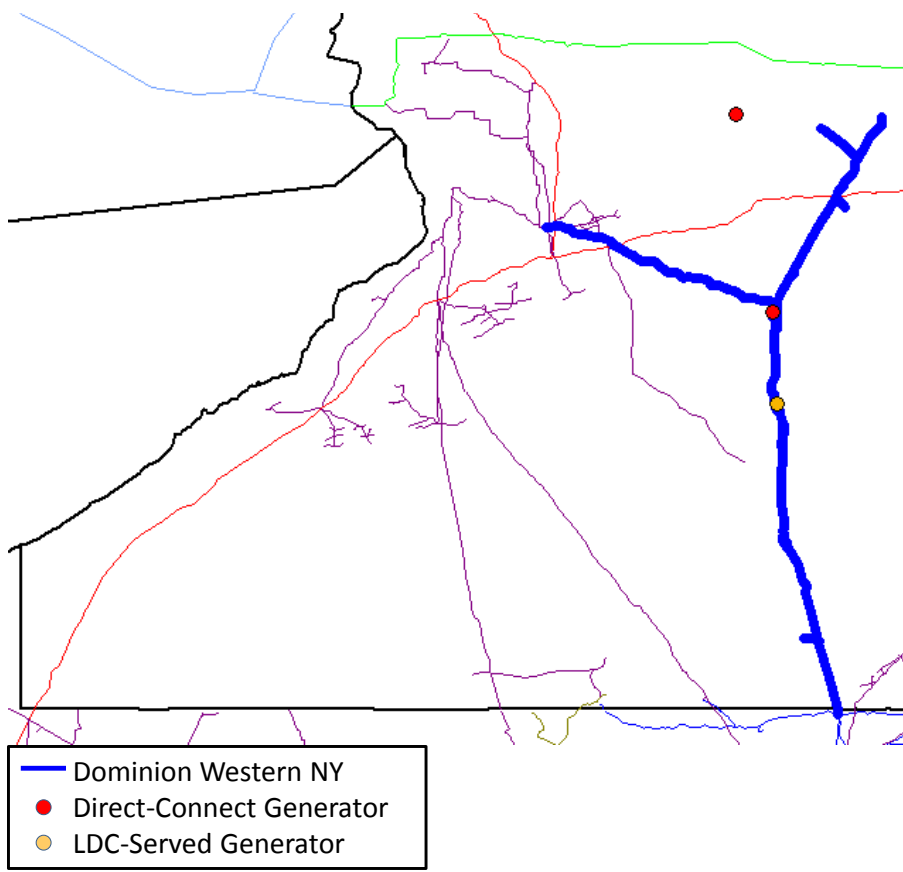 Dominion Western NY
Direct-Connect Generator
LDC-Served Generator